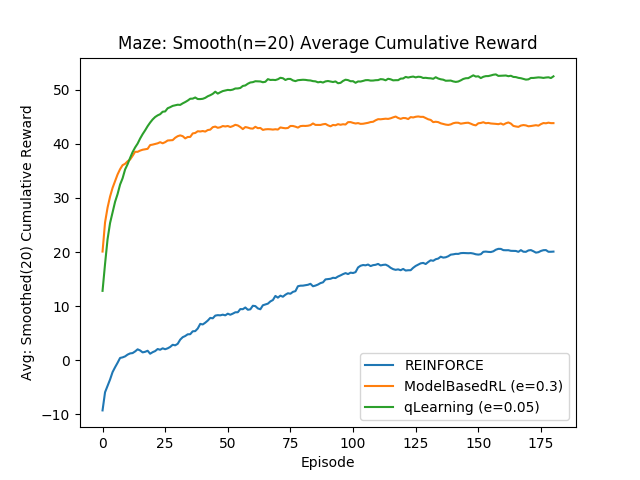 Maze: Smooth(n=20) Average Cumulative Reward
Avg: Smoothed(20) Cumulative Reward
50
40
30
20
10
0
−10
REINFORCE
ModelBasedRL (e=0.3)
qLearning (e=0.05)
0 25 50 75 100 125 150 175
Episode